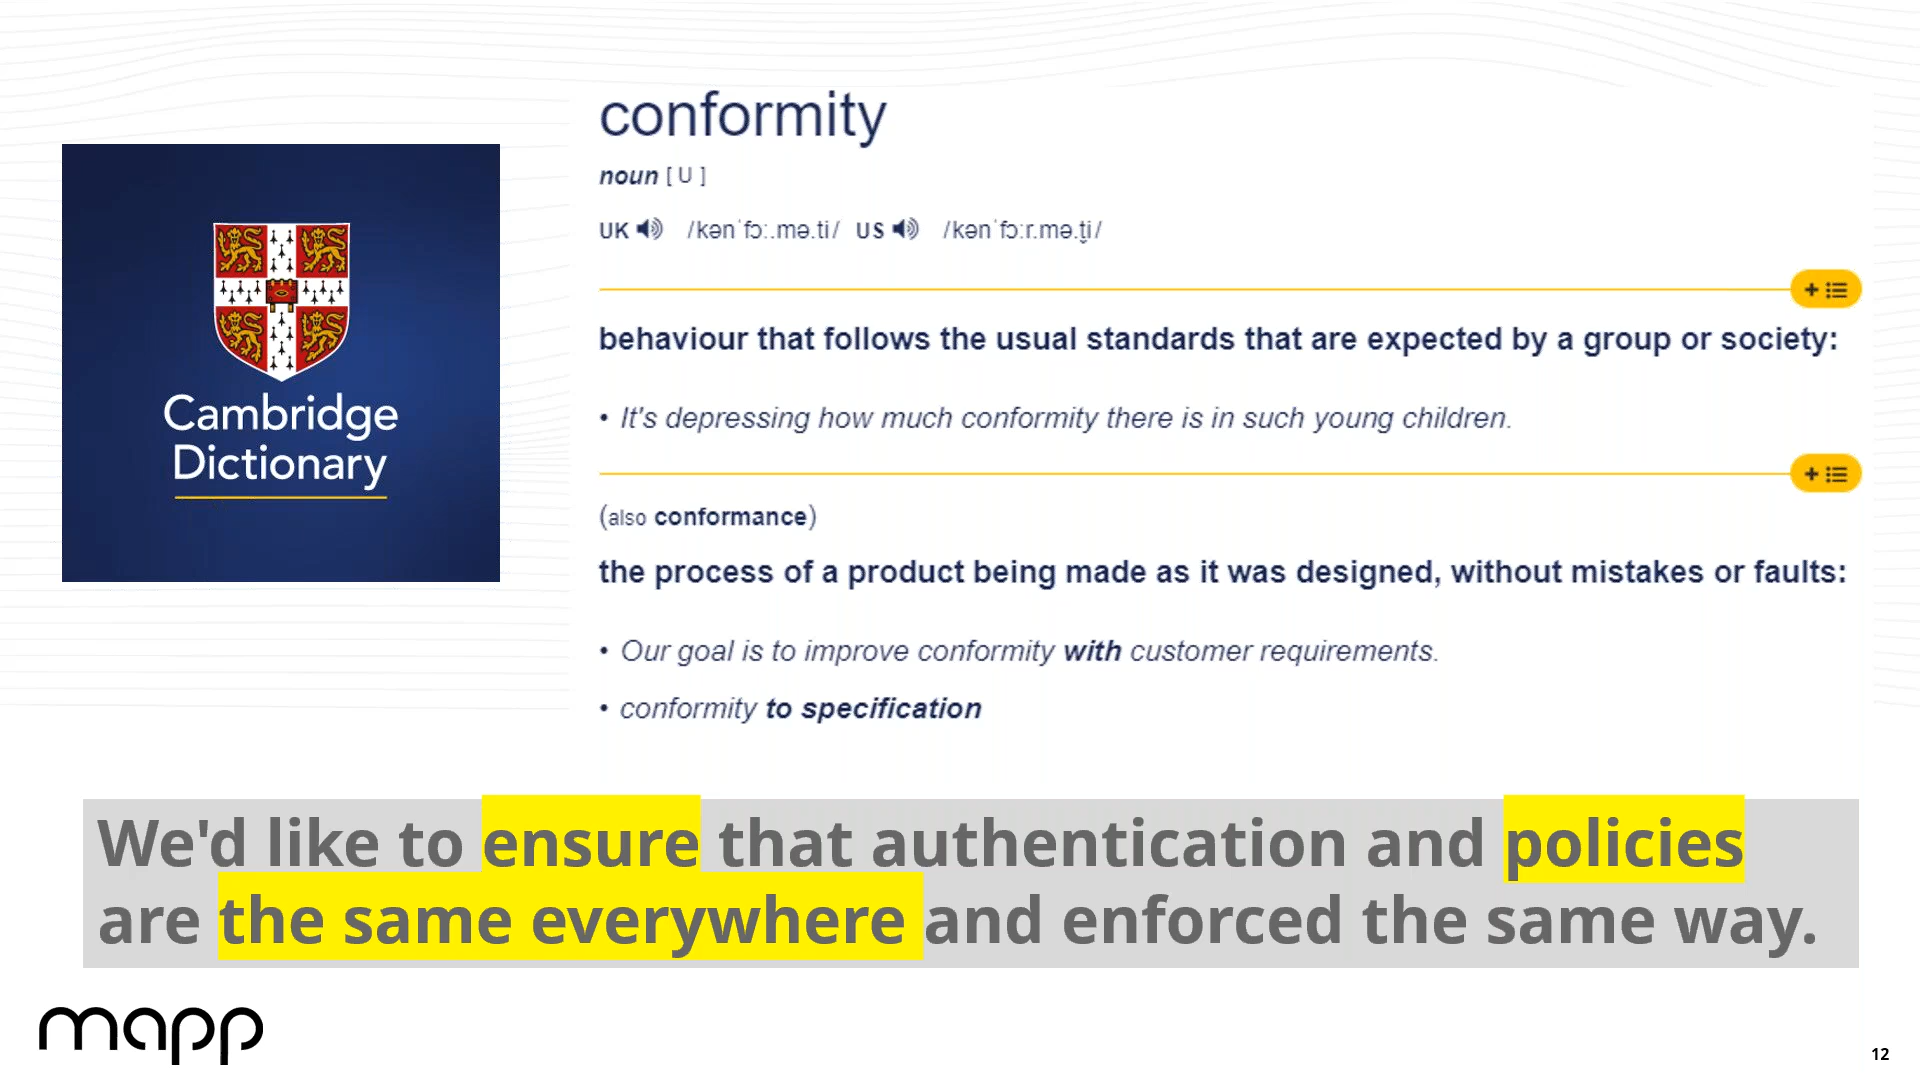 Cambridge
Dictionary
conformity
noun [ U ]
UK /kənˈfɔː.mə.ti/ US /kənˈfɔːr.mə.t̬i/
behaviour that follows the usual standards that are expected by a group or society:
• It's depressing how much conformity there is in such young children.
(also conformance)
the process of a product being made as it was designed, without mistakes or faults:
• Our goal is to improve conformity with customer requirements.
• conformity to specification
We'd like to ensure that authentication and policies
are the same everywhere and enforced the same way.
mapp
12